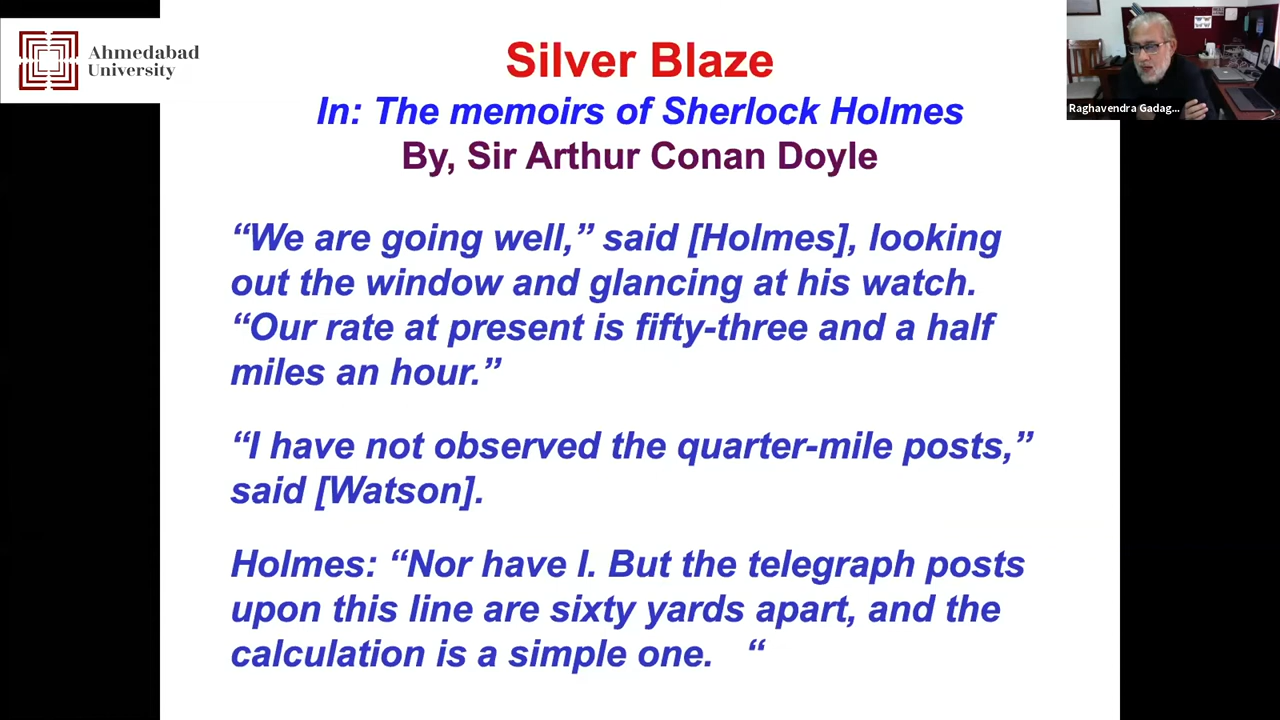 Ahmedabad
University
Silver Blaze
In: The memoirs of Sherlock Holmes
By, Sir Arthur Conan Doyle
Raghavendra Gadag...
“We are going well,” said [Holmes], looking
out the window and glancing at his watch.
“Our rate at present is fifty-three and a half
miles an hour.”
“I have not observed the quarter-mile posts,”
said [Watson].
Holmes: “Nor have I. But the telegraph posts
upon this line are sixty yards apart, and the
calculation is a simple one. “